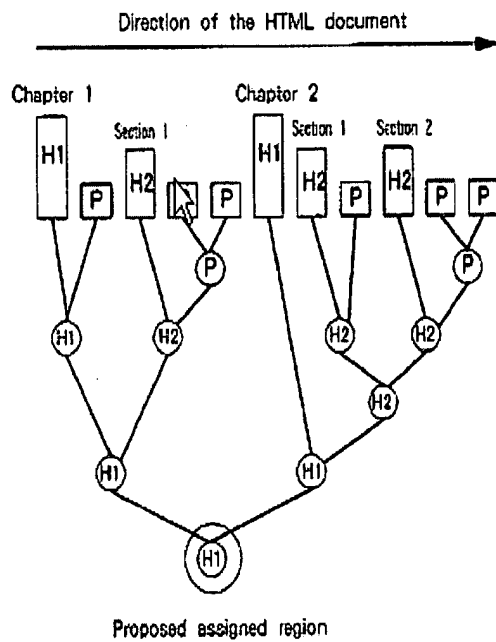 Direction of the HTML document
Chapter 1
Chaptor 2
Section 1
Section 1
Section 2
H1
P
H2
P
H1
H2
P
H2
P
P
P
P
H1
H2
H2
H2
H2
H1
H1
H1
Proposed assigned region